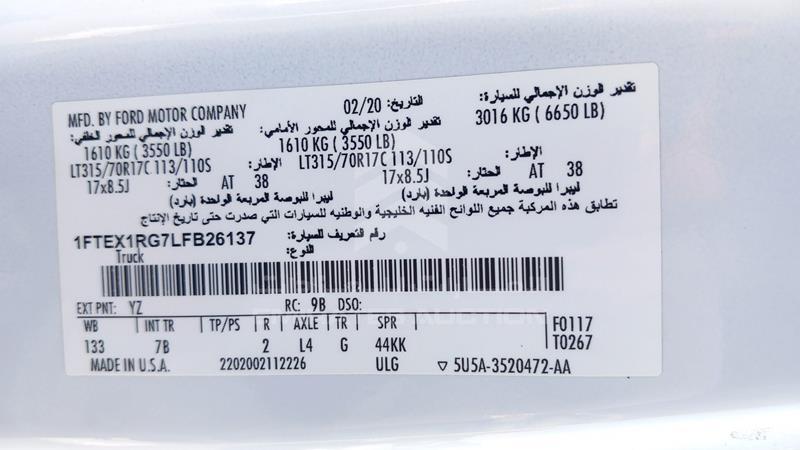 MFD. BY FORD MOTOR COMPANY
التاريخ: 02/20
تقدير الوزن الإجمالي للسيارة:
3016 KG ( 6650 LB)
تقدير الوزن الإجمالي للمحور الخلفي:
1610 KG ( 3550 LB)
تقدير الوزن الإجمالي للمحور الأمامي:
1610 KG ( 3550 LB)
LT315/70R17C 113/110S
الإطار: LT315/70R17C 113/110S
الإطار:
17x8.5J الحتار: AT 38
17x8.5J الحتار: AT 38
ليبرا للبوصة المربعة الواحدة (بارد)
ليبرا للبوصة المربعة الواحدة (بارد)
تطابق هذه المركبة جميع اللوائح الفنيه الخليجية والوطنيه للسيارات التي صدرت حتى تاريخ الإنتاج
1FTEX1RG7LFB26137 رقم التعريف للسيارة:
Truck النوع:
EXT PNT: YZ RC: 9B DSO:
WB INT TR TP/PS R AXLE TR SPR F0117
133 7B 2 L4 G 44KK T0267
MADE IN U.S.A. 2202002112226 ULG ▽ 5U5A-3520472-AA